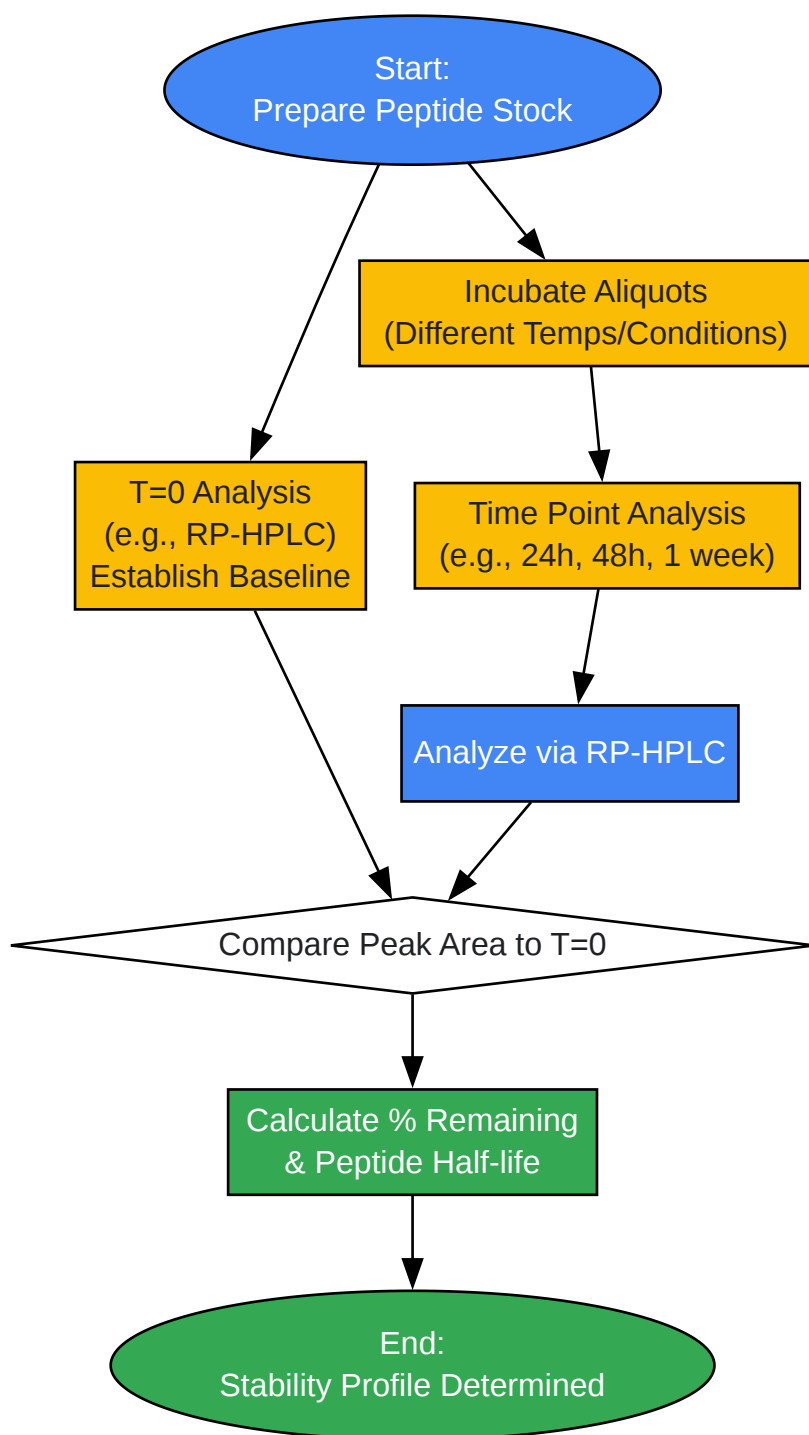 Start:
Prepare Peptide Stock
Incubate Aliquots
(Different Temps/Conditions)
T=0 Analysis
(e.g., RP-HPLC)
Establish Baseline
Time Point Analysis
(e.g., 24h, 48h, 1 week)
Analyze via RP-HPLC
Compare Peak Area to T=0
Calculate % Remaining
& Peptide Half-life
End:
Stability Profile Determined